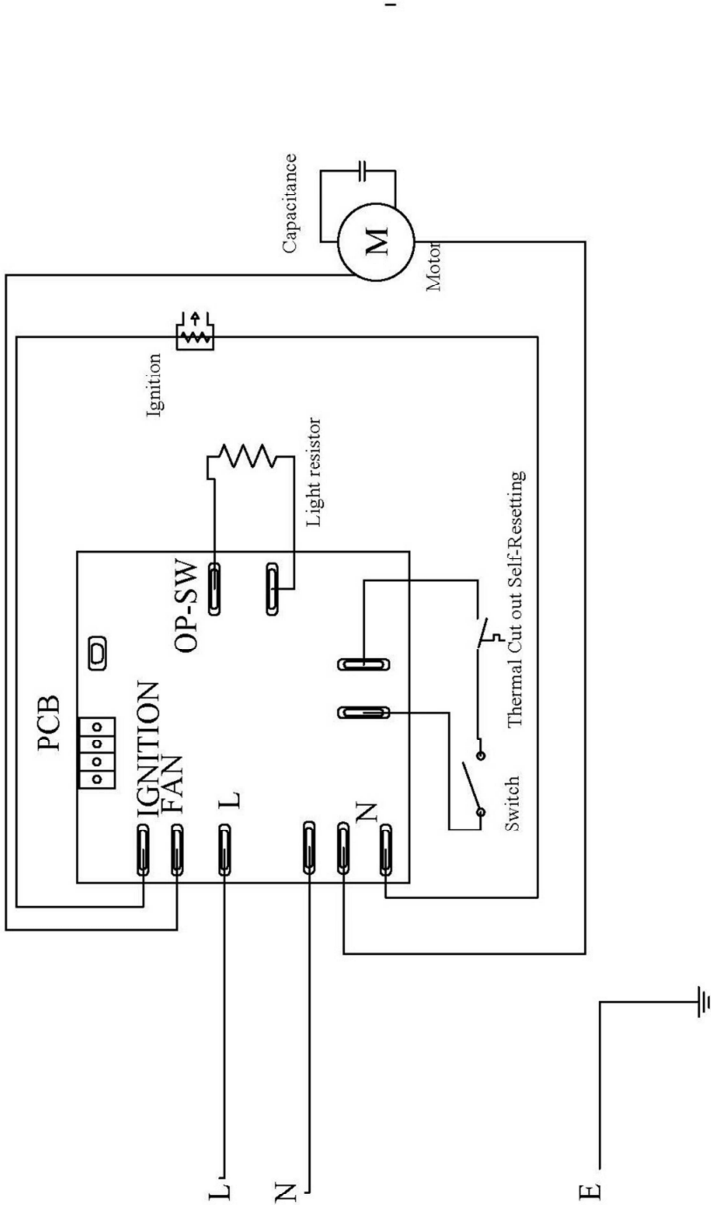 PCB
IGNITION
FAN
L
N
OP-SW
Light resistor
Ignition
Capacitance
M
Motor
Switch
Thermal Cut out Self-Resetting
L
N
E